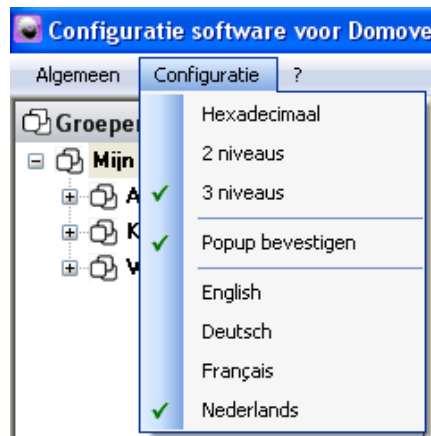 Configuratie software voor Domove
Algemeen Configuratie ?
Groepe
Mijn
A
K
V
Hexadecimaal
2 niveaus
3 niveaus
Popup bevestigen
English
Deutsch
Français
Nederlands